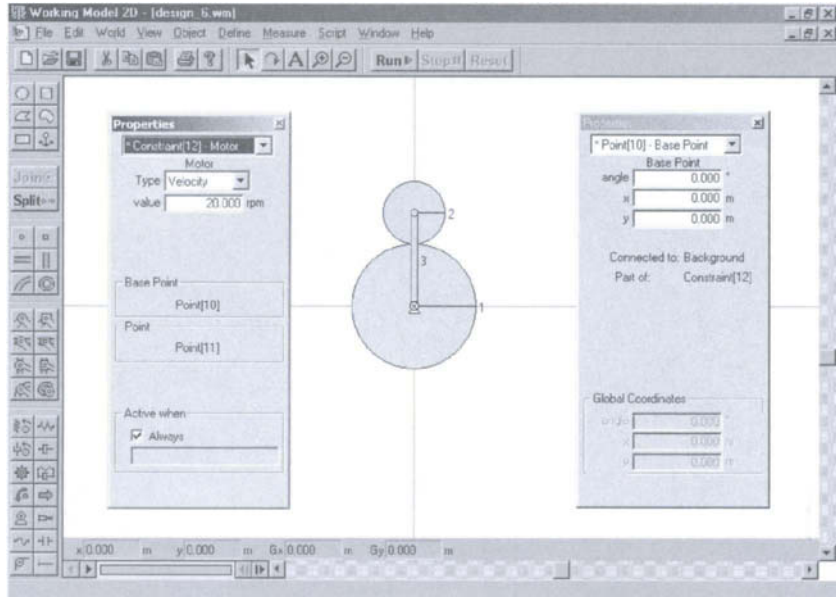 Working Model 2D - [design_6.wm]
File Edit World View Object Define Measure Script Window Help
A Run Stop Reset
Join
Split
Properties
* Constraint[12] - Motor
Motor
Type Velocity
value 20.000 rpm
Base Point
Point[10]
Point
Point[11]
Active when
Always
2
3
1
Properties
* Point[10] - Base Point
Base Point
angle 0.000 °
x 0.000 m
y 0.000 m
Connected to: Background
Part of: Constraint[12]
Global Coordinates
angle 0.000 °
x 0.000 m
y 0.000 m
x 0.000 m y 0.000 m Gx 0.000 m Gy 0.000 m